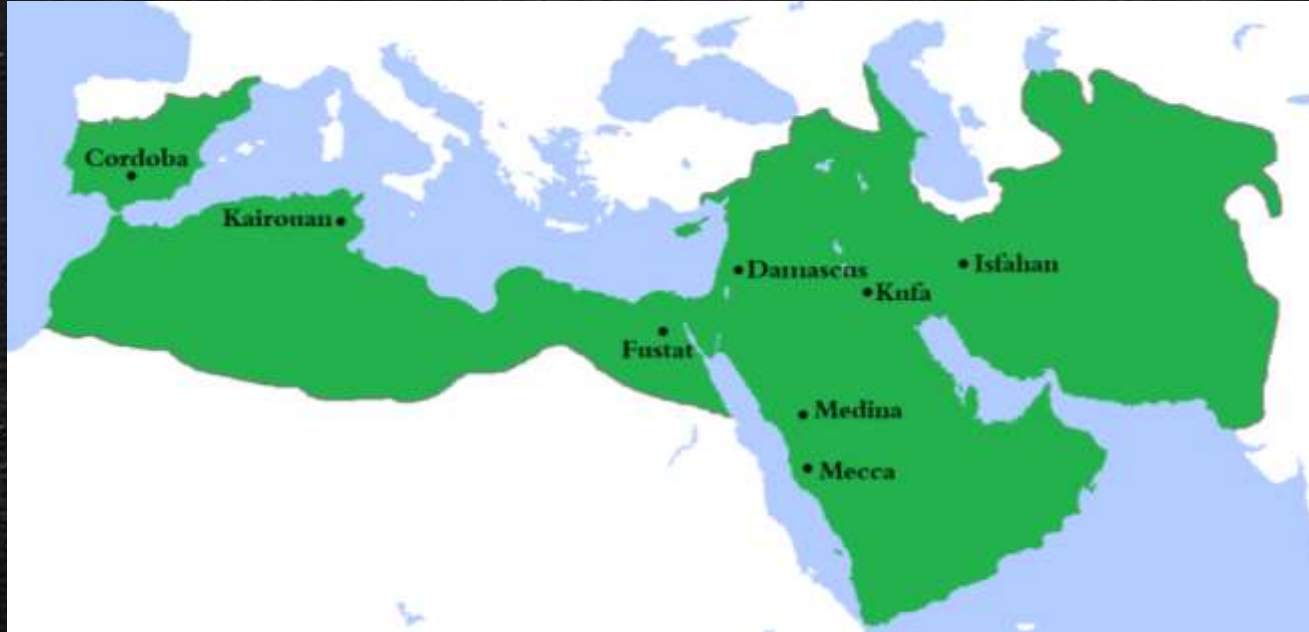 Cordoba
Kairouan
Damascus
Isfahan
Kufa
Fustat
Medina
Mecca